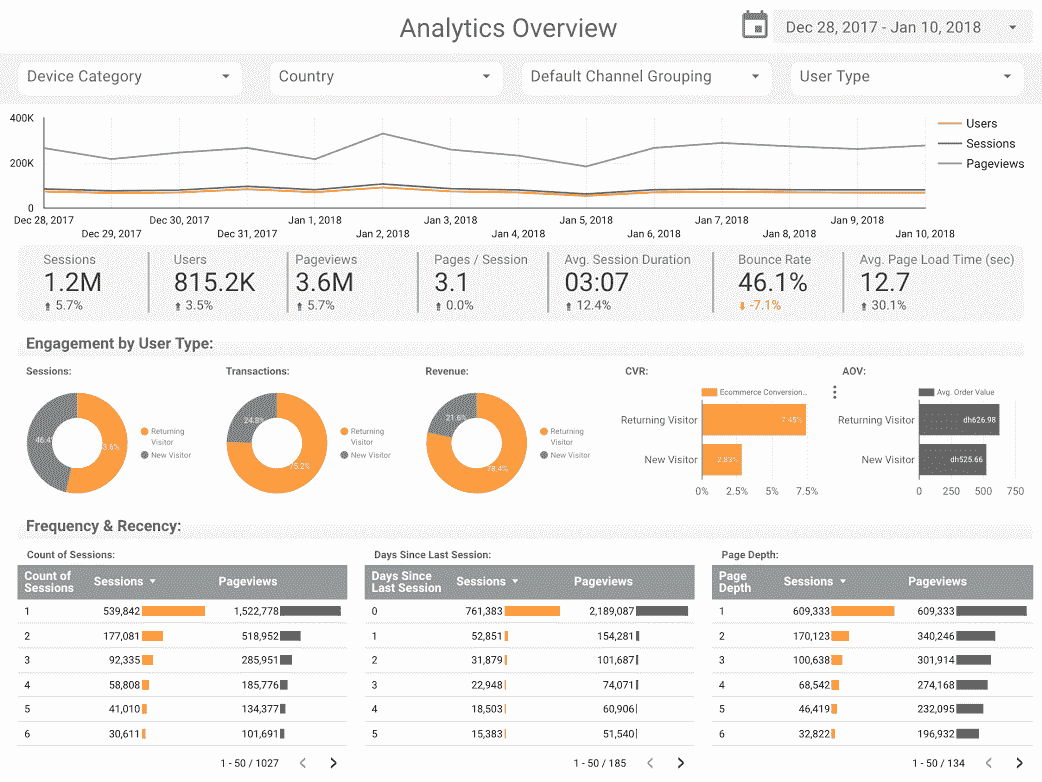 Analytics Overview
Dec 28, 2017 - Jan 10, 2018
Device Category
Country
Default Channel Grouping
User Type
400K
200K
0
Users
Sessions
Pageviews
Dec 28, 2017
Dec 29, 2017
Dec 30, 2017
Dec 31, 2017
Jan 1, 2018
Jan 2, 2018
Jan 3, 2018
Jan 4, 2018
Jan 5, 2018
Jan 6, 2018
Jan 7, 2018
Jan 8, 2018
Jan 9, 2018
Jan 10, 2018
Sessions
1.2M
5.7%
Users
815.2K
3.5%
Pageviews
3.6M
5.7%
Pages / Session
3.1
0.0%
Avg. Session Duration
03:07
12.4%
Bounce Rate
46.1%
-7.1%
Avg. Page Load Time (sec)
12.7
30.1%
Engagement by User Type:
Sessions:
46.4
3.6%
Returning
Visitor
New Visitor
Transactions:
24.8%
75.2%
Returning
Visitor
New Visitor
Revenue:
21.6%
78.4%
Returning
Visitor
New Visitor
CVR:
Ecommerce Conversion...
Returning Visitor
7.45%
New Visitor
2.83%
0% 2.5% 5% 7.5%
AOV:
Avg. Order Value
Returning Visitor
dh626.98
New Visitor
dh525.66
0 250 500 750
Frequency & Recency:
Count of Sessions:
Count of
Sessions
Sessions
Pageviews
1 539,842 1,522,778
2 177,081 518,952
3 92,335 285,951
4 58,808 185,776
5 41,010 134,377
6 30,611 101,691
1 - 50 / 1027
Days Since Last Session:
Days Since
Last Session
Sessions
Pageviews
0 761,383 2,189,087
1 52,851 154,281
2 31,879 101,687
3 22,948 74,071
4 18,503 60,906
5 15,383 51,540
1 - 50 / 185
Page Depth:
Page
Depth
Sessions
Pageviews
1 609,333 609,333
2 170,123 340,246
3 100,638 301,914
4 68,542 274,168
5 46,419 232,095
6 32,822 196,932
1 - 50 / 134